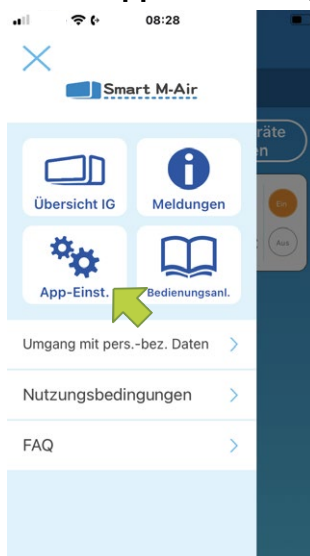 08:28
Smart M-Air
räte
n
Übersicht IG
Meldungen
Ein
App-Einst.
Bedienungsanl.
Aus
Umgang mit pers.-bez. Daten
Nutzungsbedingungen
FAQ